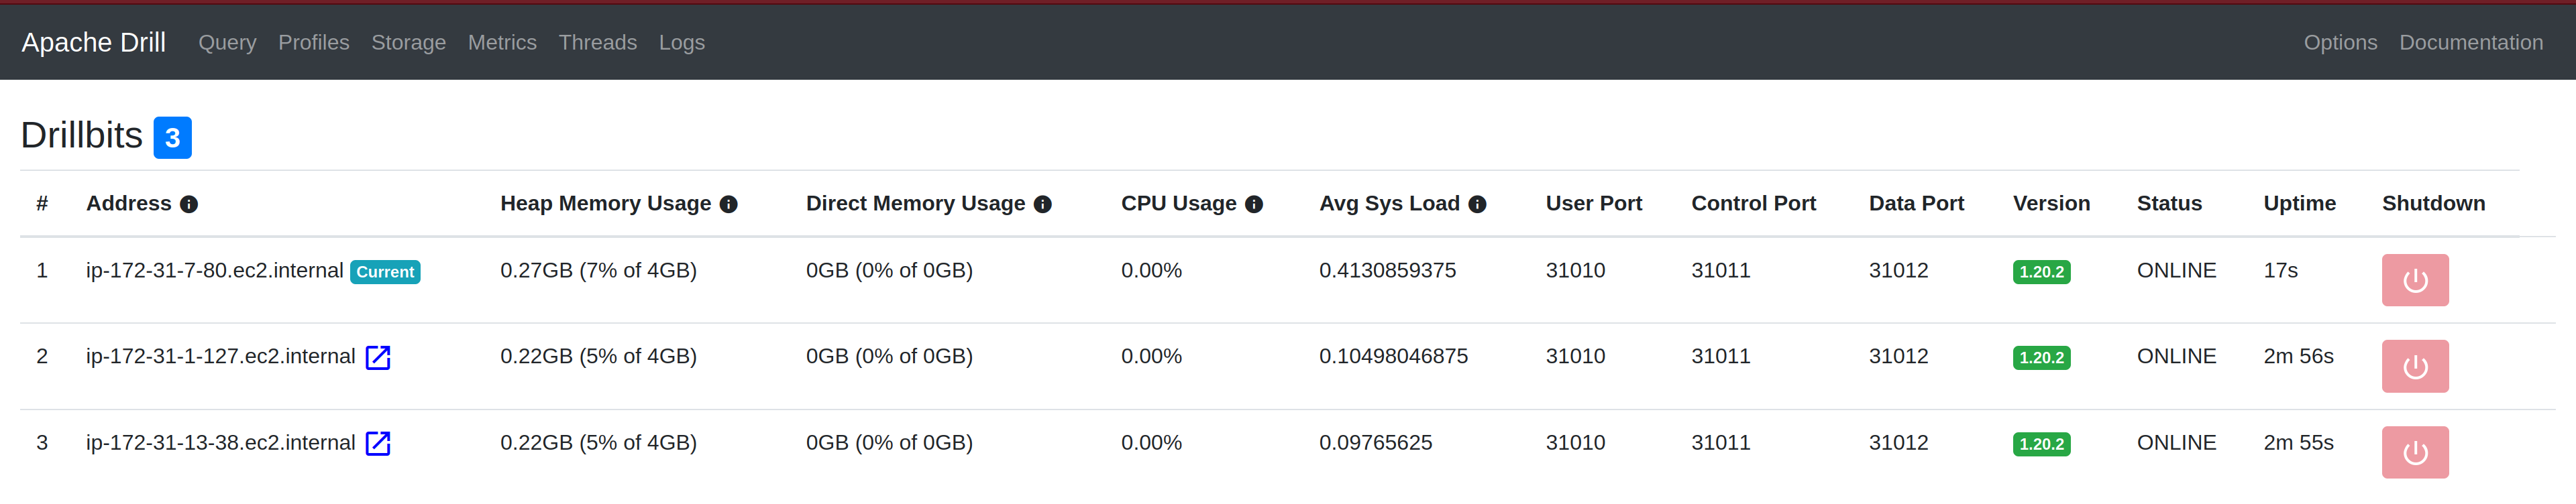 Apache Drill Query Profiles Storage Metrics Threads Logs Options Documentation
Drillbits 3
# Address Heap Memory Usage Direct Memory Usage CPU Usage Avg Sys Load User Port Control Port Data Port Version Status Uptime Shutdown
1 ip-172-31-7-80.ec2.internal Current 0.27GB (7% of 4GB) 0GB (0% of 0GB) 0.00% 0.4130859375 31010 31011 31012 1.20.2 ONLINE 17s
2 ip-172-31-1-127.ec2.internal 0.22GB (5% of 4GB) 0GB (0% of 0GB) 0.00% 0.10498046875 31010 31011 31012 1.20.2 ONLINE 2m 56s
3 ip-172-31-13-38.ec2.internal 0.22GB (5% of 4GB) 0GB (0% of 0GB) 0.00% 0.09765625 31010 31011 31012 1.20.2 ONLINE 2m 55s